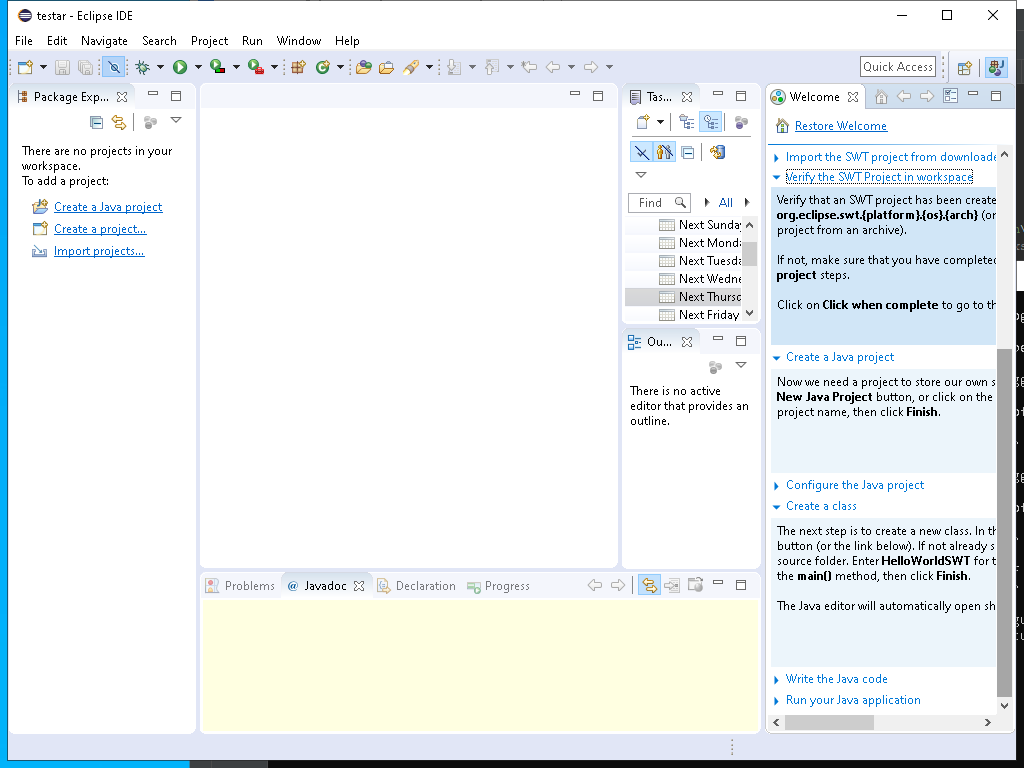 testar - Eclipse IDE
File Edit Navigate Search Project Run Window Help
Quick Access
Package Exp...
There are no projects in your
workspace.
To add a project:
Create a Java project
Create a project...
Import projects...
Tas...
Find
All
Next Sunday
Next Monda
Next Tuesda
Next Wedne
Next Thursd
Next Friday
Ou...
There is no active
editor that provides an
outline.
Problems
@ Javadoc
Declaration
Progress
Welcome
Restore Welcome
Import the SWT project from downloade
Verify the SWT Project in workspace
Verify that an SWT project has been create
org.eclipse.swt.{platform}.{os}.{arch} (or
project from an archive).
If not, make sure that you have completed
project steps.
Click on Click when complete to go to th
Create a Java project
Now we need a project to store our own s
New Java Project button, or click on the
project name, then click Finish.
Configure the Java project
Create a class
The next step is to create a new class. In th
button (or the link below). If not already s
source folder. Enter HelloWorldSWT for t
the main() method, then click Finish.
The Java editor will automatically open sh
Write the Java code
Run your Java application